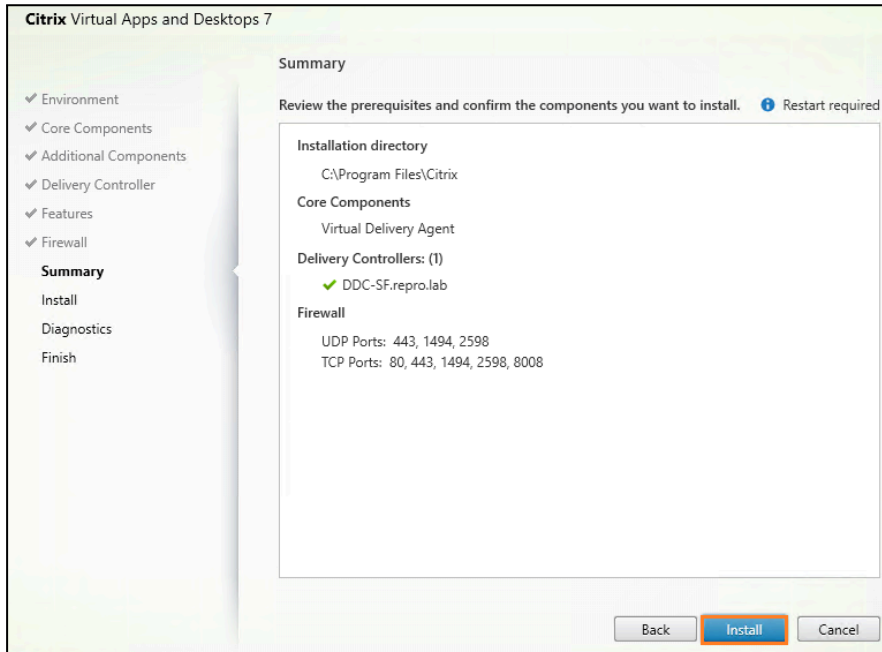 Citrix Virtual Apps and Desktops 7
Summary
Environment
Core Components
Additional Components
Delivery Controller
Features
Firewall
Summary
Install
Diagnostics
Finish
Review the prerequisites and confirm the components you want to install. Restart required
Installation directory
C:\Program Files\Citrix
Core Components
Virtual Delivery Agent
Delivery Controllers: (1)
DDC-SF.repro.lab
Firewall
UDP Ports: 443, 1494, 2598
TCP Ports: 80, 443, 1494, 2598, 8008
Back Install Cancel